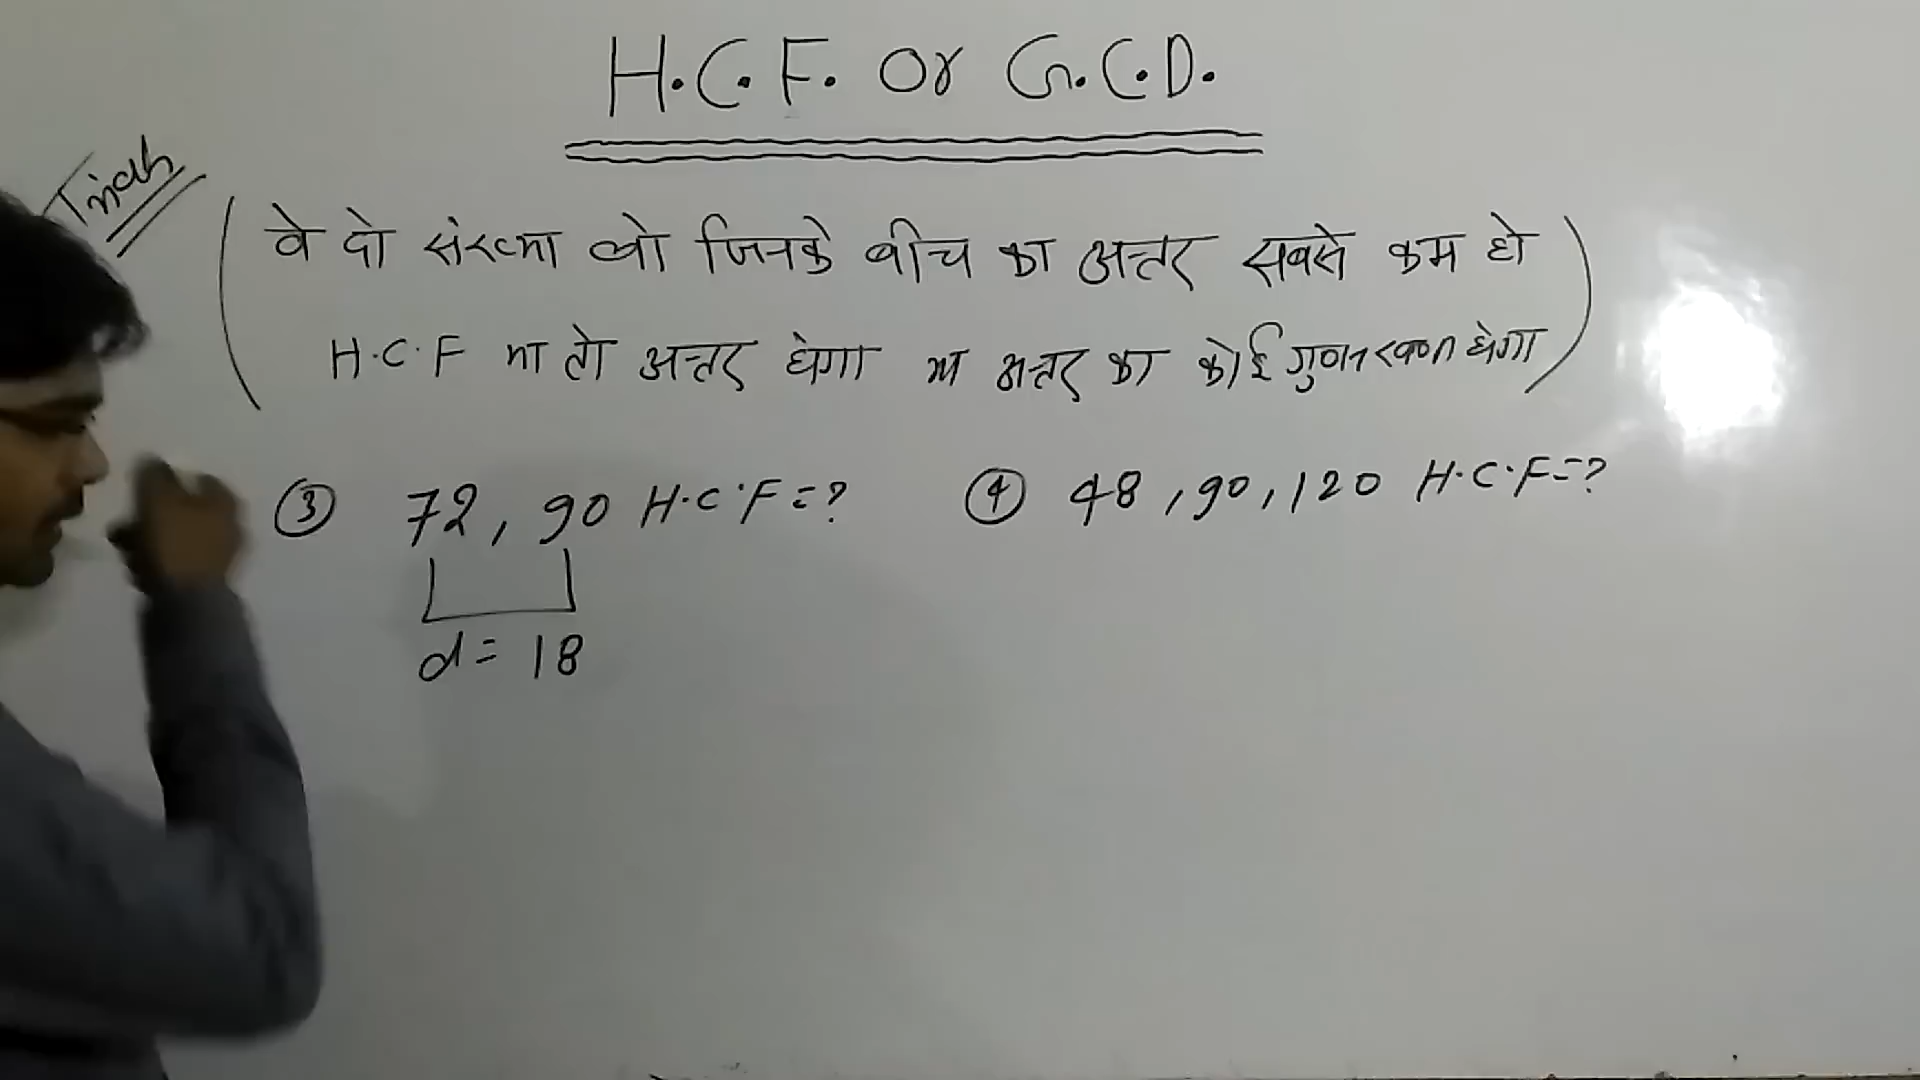 H.C.F. Or G.C.D.
Trick
(वे दो संख्या लो जिनके बीच का अन्तर सबसे कम हो
H.C.F या तो अन्तर होगा या अन्तर का कोई गुणनखण्ड होगा)
③ 72, 90 H.C.F=?
④ 48, 90, 120 H.C.F=?
d= 18